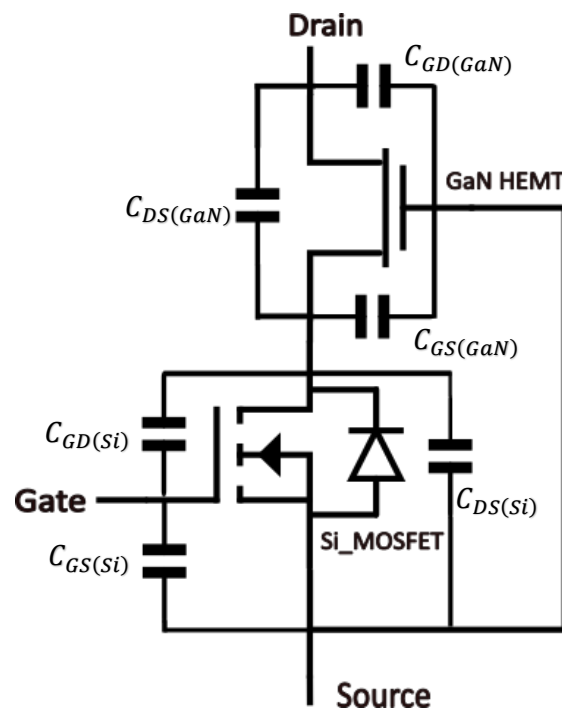 Drain
C_{GD(GaN)}
GaN HEMT
C_{DS(GaN)}
C_{GS(GaN)}
C_{GD(Si)}
Gate
C_{DS(Si)}
Si_MOSFET
C_{GS(Si)}
Source